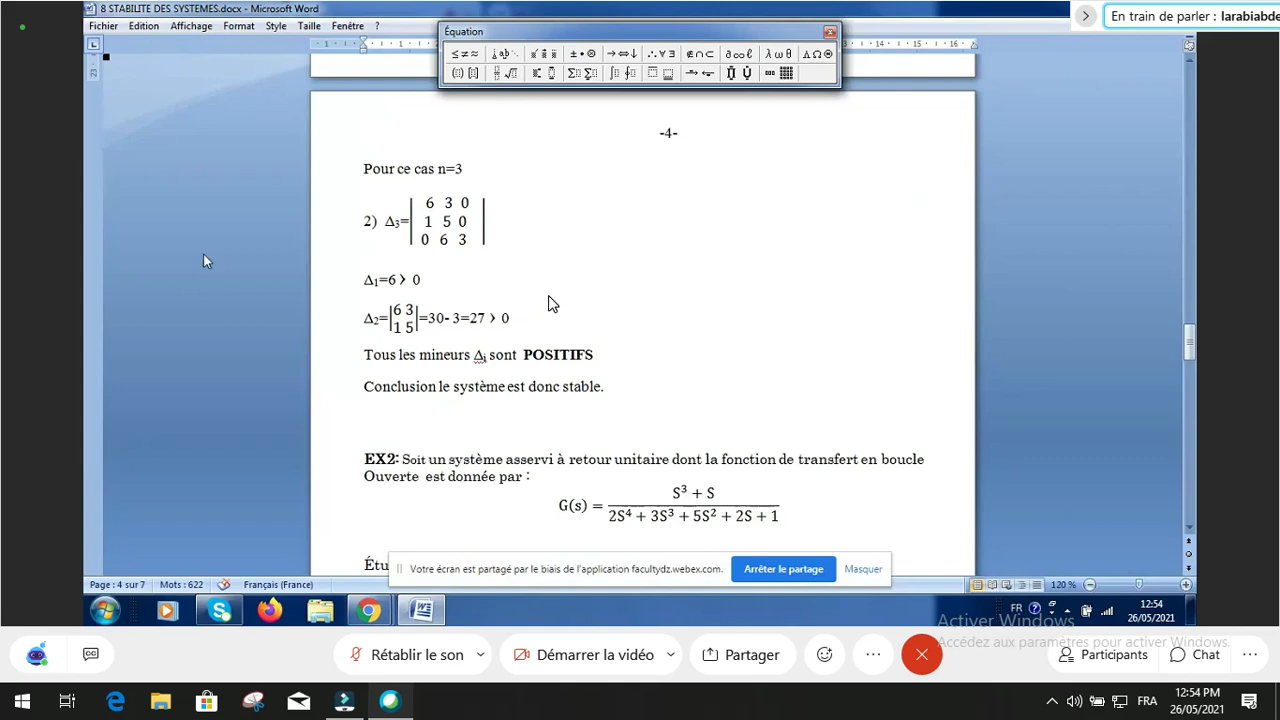 8 STABILITE DES SYSTEMES.docx - Microsoft Word
En train de parler : larabiabde
Fichier Edition Affichage Format Style Taille Fenêtre ?
Équation
-4-
Pour ce cas n=3
6 3 0
2) Δ₃= 1 5 0
0 6 3
Δ₁=6 › 0
Δ₂=|6 3
1 5|=30- 3=27 › 0
Tous les mineurs Δᵢ sont POSITIFS
Conclusion le système est donc stable.
EX2: Soit un système asservi à retour unitaire dont la fonction de transfert en boucle
Ouverte est donnée par :
S³ + S
G(s) =
2S⁴ + 3S³ + 5S² + 2S + 1
Étu
Votre écran est partagé par le biais de l'application facultydz.webex.com. Arrêter le partage Masquer
Page : 4 sur 7 Mots : 622 Français (France) 120 %
FR 12:54
26/05/2021
Activer Windows
Accédez aux paramètres pour activer Windows.
Rétablir le son Démarrer la vidéo Partager Participants Chat
FRA 12:54 PM
26/05/2021